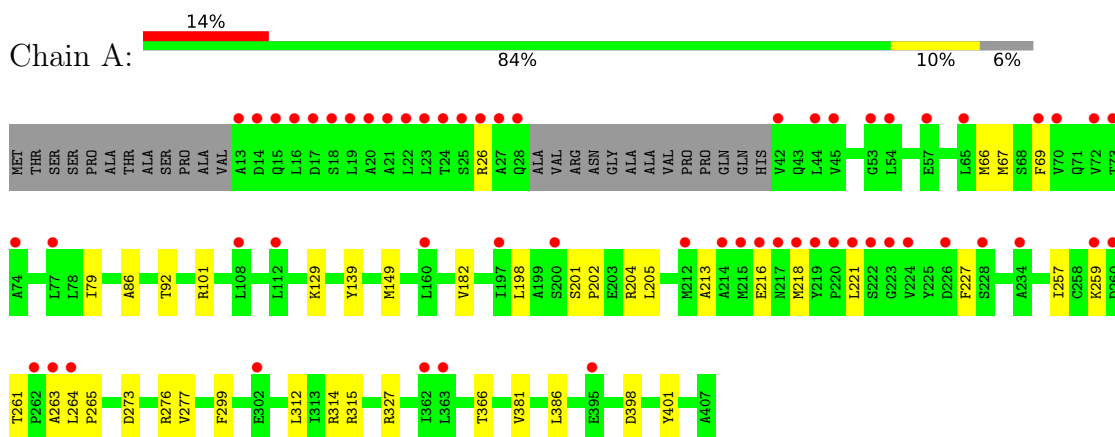 14%
Chain A:
84% 10% 6%
MET THR SER SER PRO ALA THR ALA SER PRO ALA VAL A13 D14 Q15 L16 D17 S18 L19 A20 A21 L22 L23 T24 S25 R26 A27 Q28 ALA VAL ARG ASN GLY ALA ALA VAL PRO PRO GLN GLN HIS V42 Q43 L44 V45 G53 L54 E57 L65 M66 M67 S68 F69 V70 Q71 V72 T73
A74 L77 L78 I79 A86 T92 R101 L108 L112 K129 Y139 M149 L160 V182 I197 L198 A199 S200 S201 P202 E203 R204 L205 M212 A213 A214 M215 E216 N217 M218 Y219 P220 L221 S222 G223 V224 Y225 D226 F227 S228 A234 I257 C258 K259
T261 P262 A263 L264 P265 D273 R276 V277 F299 E302 L312 I313 R314 R315 R327 I362 L363 T366 V381 L386 E395 D398 Y401 A407